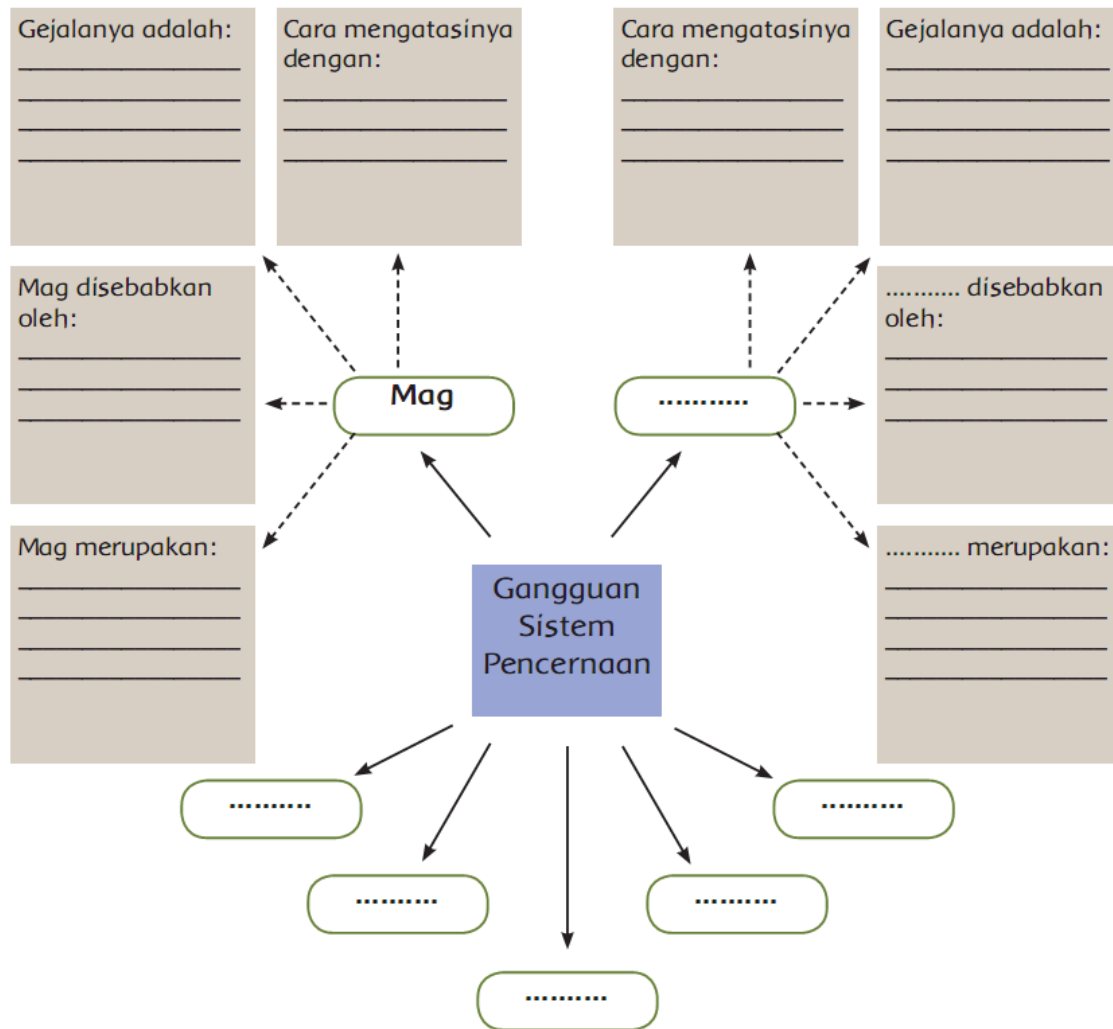 Gejalanya adalah:
Cara mengatasinya
dengan:
Cara mengatasinya
dengan:
Gejalanya adalah:
Mag disebabkan
oleh:
Mag
...........
........... disebabkan
oleh:
Mag merupakan:
Gangguan
Sistem
Pencernaan
........... merupakan:
..........
..........
..........
..........
..........